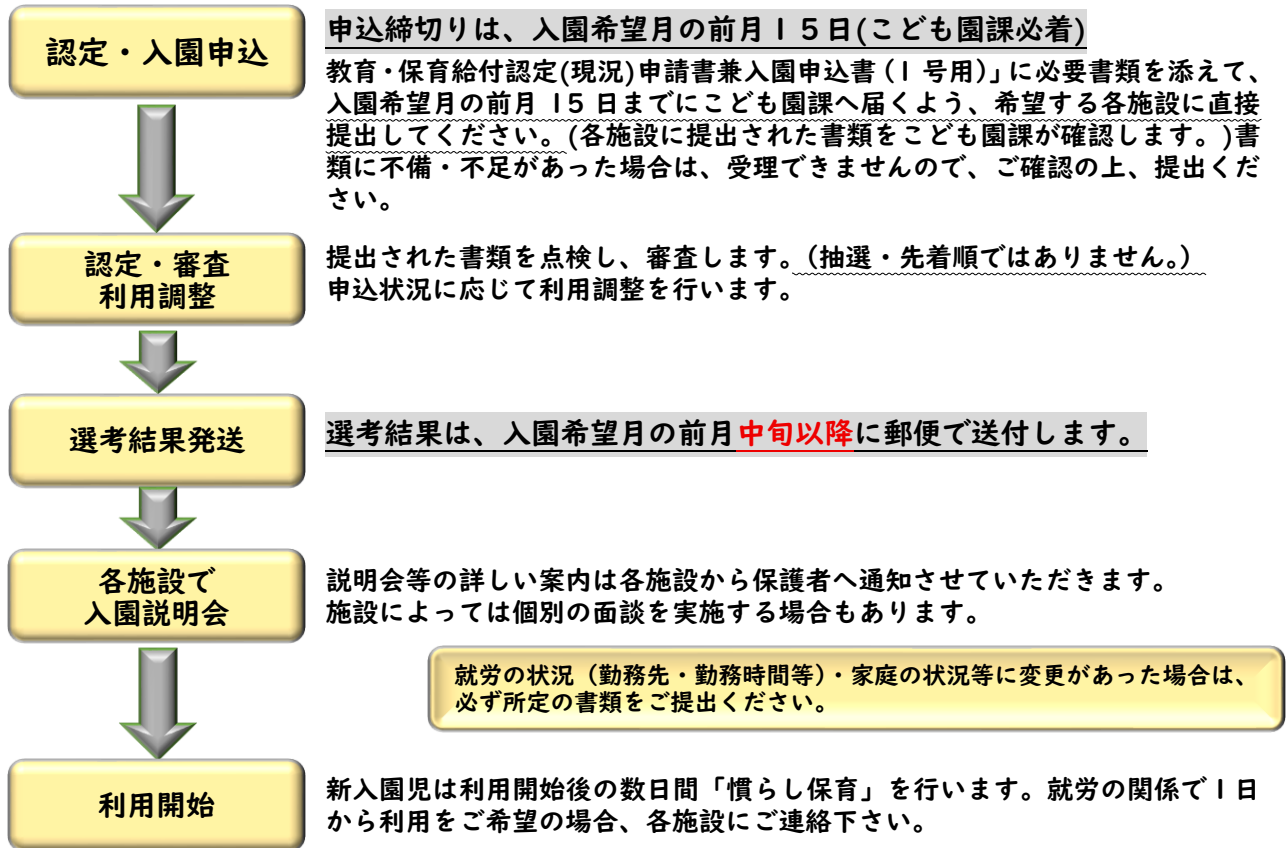 認定・入園申込
申込締切りは、入園希望月の前月15日(こども園課必着)
教育・保育給付認定(現況)申請書兼入園申込書(1号用)」に必要書類を添えて、
入園希望月の前月 15 日までにこども園課へ届くよう、希望する各施設に直接
提出してください。(各施設に提出された書類をこども園課が確認します。)書
類に不備・不足があった場合は、受理できませんので、ご確認の上、提出くだ
さい。
認定・審査
利用調整
提出された書類を点検し、審査します。(抽選・先着順ではありません。)
申込状況に応じて利用調整を行います。
選考結果発送
選考結果は、入園希望月の前月中旬以降に郵便で送付します。
各施設で
入園説明会
説明会等の詳しい案内は各施設から保護者へ通知させていただきます。
施設によっては個別の面談を実施する場合もあります。
就労の状況(勤務先・勤務時間等)・家庭の状況等に変更があった場合は、
必ず所定の書類をご提出ください。
利用開始
新入園児は利用開始後の数日間「慣らし保育」を行います。就労の関係で1日
から利用をご希望の場合、各施設にご連絡下さい。